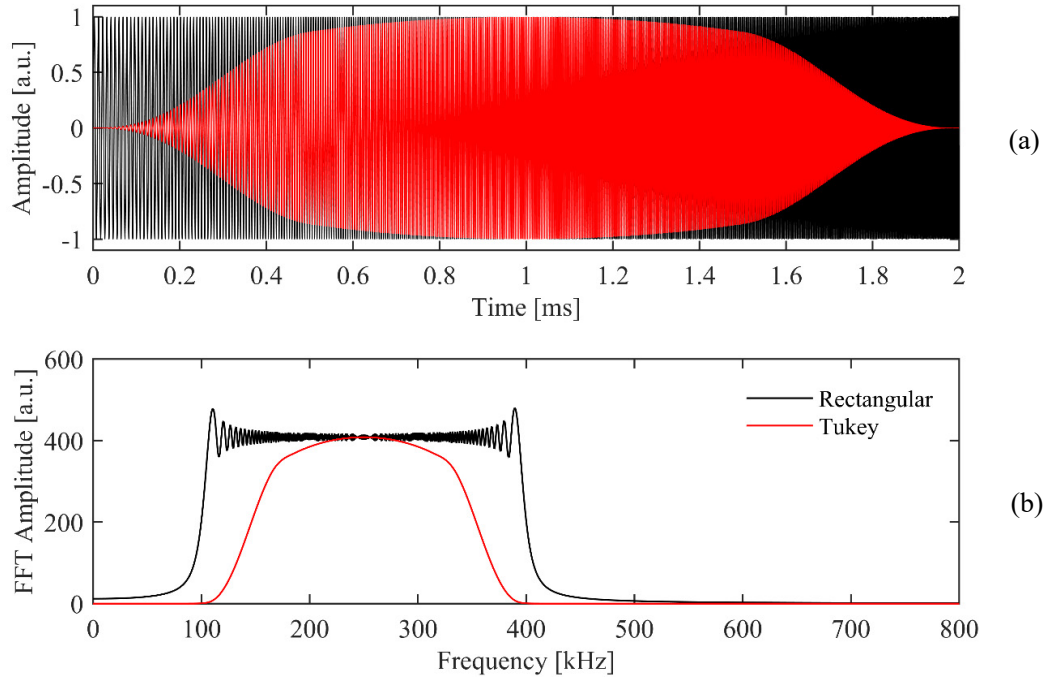 1
0.5
0
-0.5
-1
Amplitude [a.u.]
0 0.2 0.4 0.6 0.8 1 1.2 1.4 1.6 1.8 2
Time [ms]
(a)
600
400
200
0
FFT Amplitude [a.u.]
Rectangular
Tukey
0 100 200 300 400 500 600 700 800
Frequency [kHz]
(b)